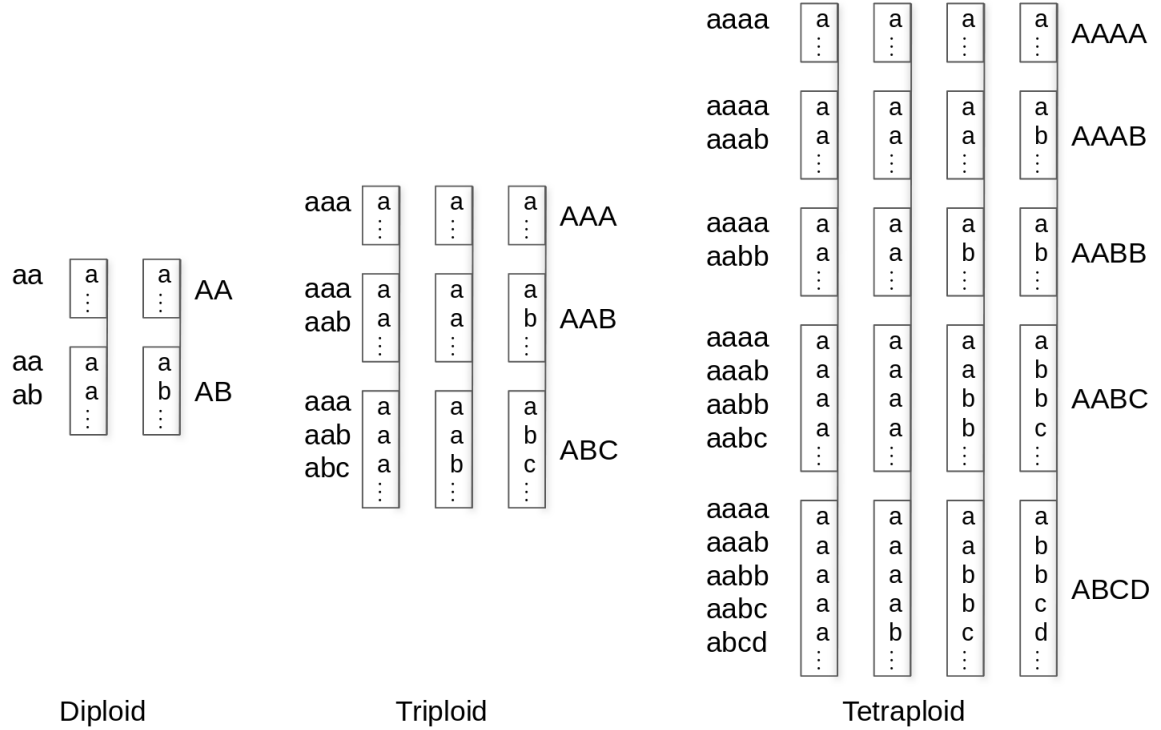 aa a a AA
⋮ ⋮
aa a a
ab a b AB
⋮ ⋮
Diploid
aaa a a a AAA
⋮ ⋮ ⋮
aaa a a a
aab a a b AAB
⋮ ⋮ ⋮
aaa a a a
aab a a b ABC
abc a b c
⋮ ⋮ ⋮
Triploid
aaaa a a a a AAAA
⋮ ⋮ ⋮ ⋮
aaaa a a a a
aaab a a a b AAAB
⋮ ⋮ ⋮ ⋮
aaaa a a a a
aabb a a b b AABB
⋮ ⋮ ⋮ ⋮
aaaa a a a a
aaab a a a b
aabb a a b b AABC
aabc a a b c
⋮ ⋮ ⋮ ⋮
aaaa a a a a
aaab a a a b
aabb a a b b ABCD
aabc a a b c
abcd a b c d
⋮ ⋮ ⋮ ⋮
Tetraploid